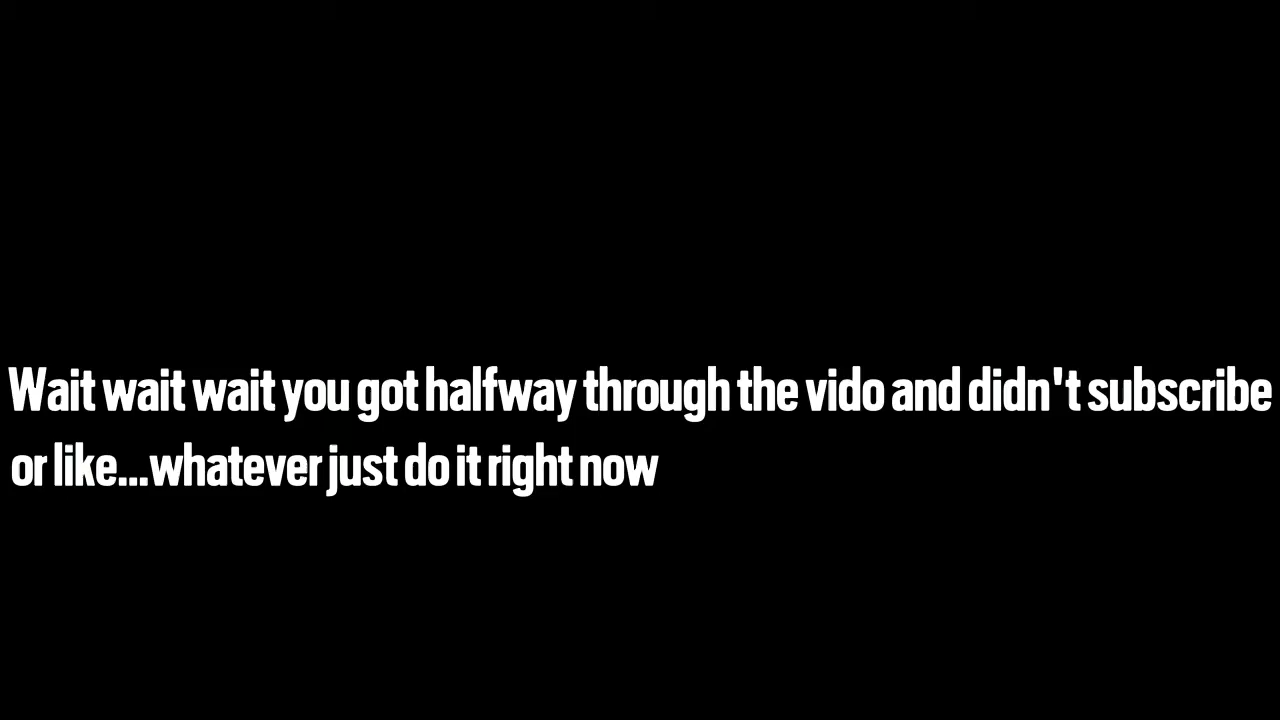 Wait wait wait you got halfway through the vido and didn't subscribe
or like...whatever just do it right now